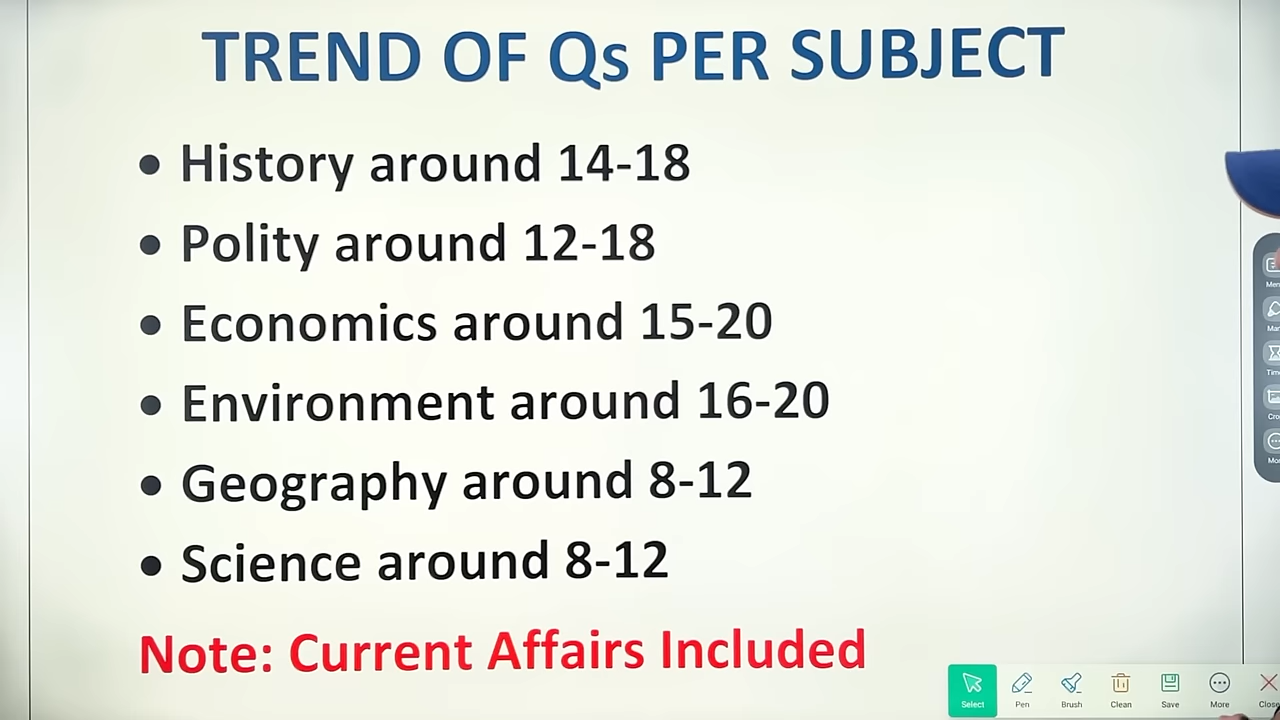 TREND OF Qs PER SUBJECT
• History around 14-18
• Polity around 12-18
• Economics around 15-20
• Environment around 16-20
• Geography around 8-12
• Science around 8-12
Note: Current Affairs Included
Select Pen Brush Clean Save More